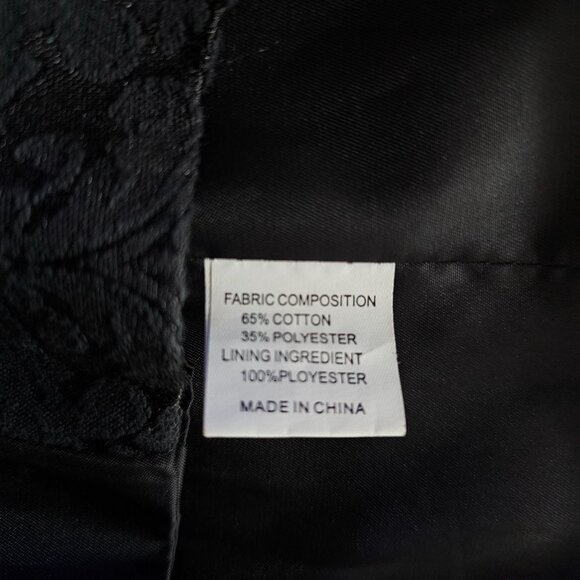 FABRIC COMPOSITION
65% COTTON
35% POLYESTER
LINING INGREDIENT
100%PLOYESTER
MADE IN CHINA